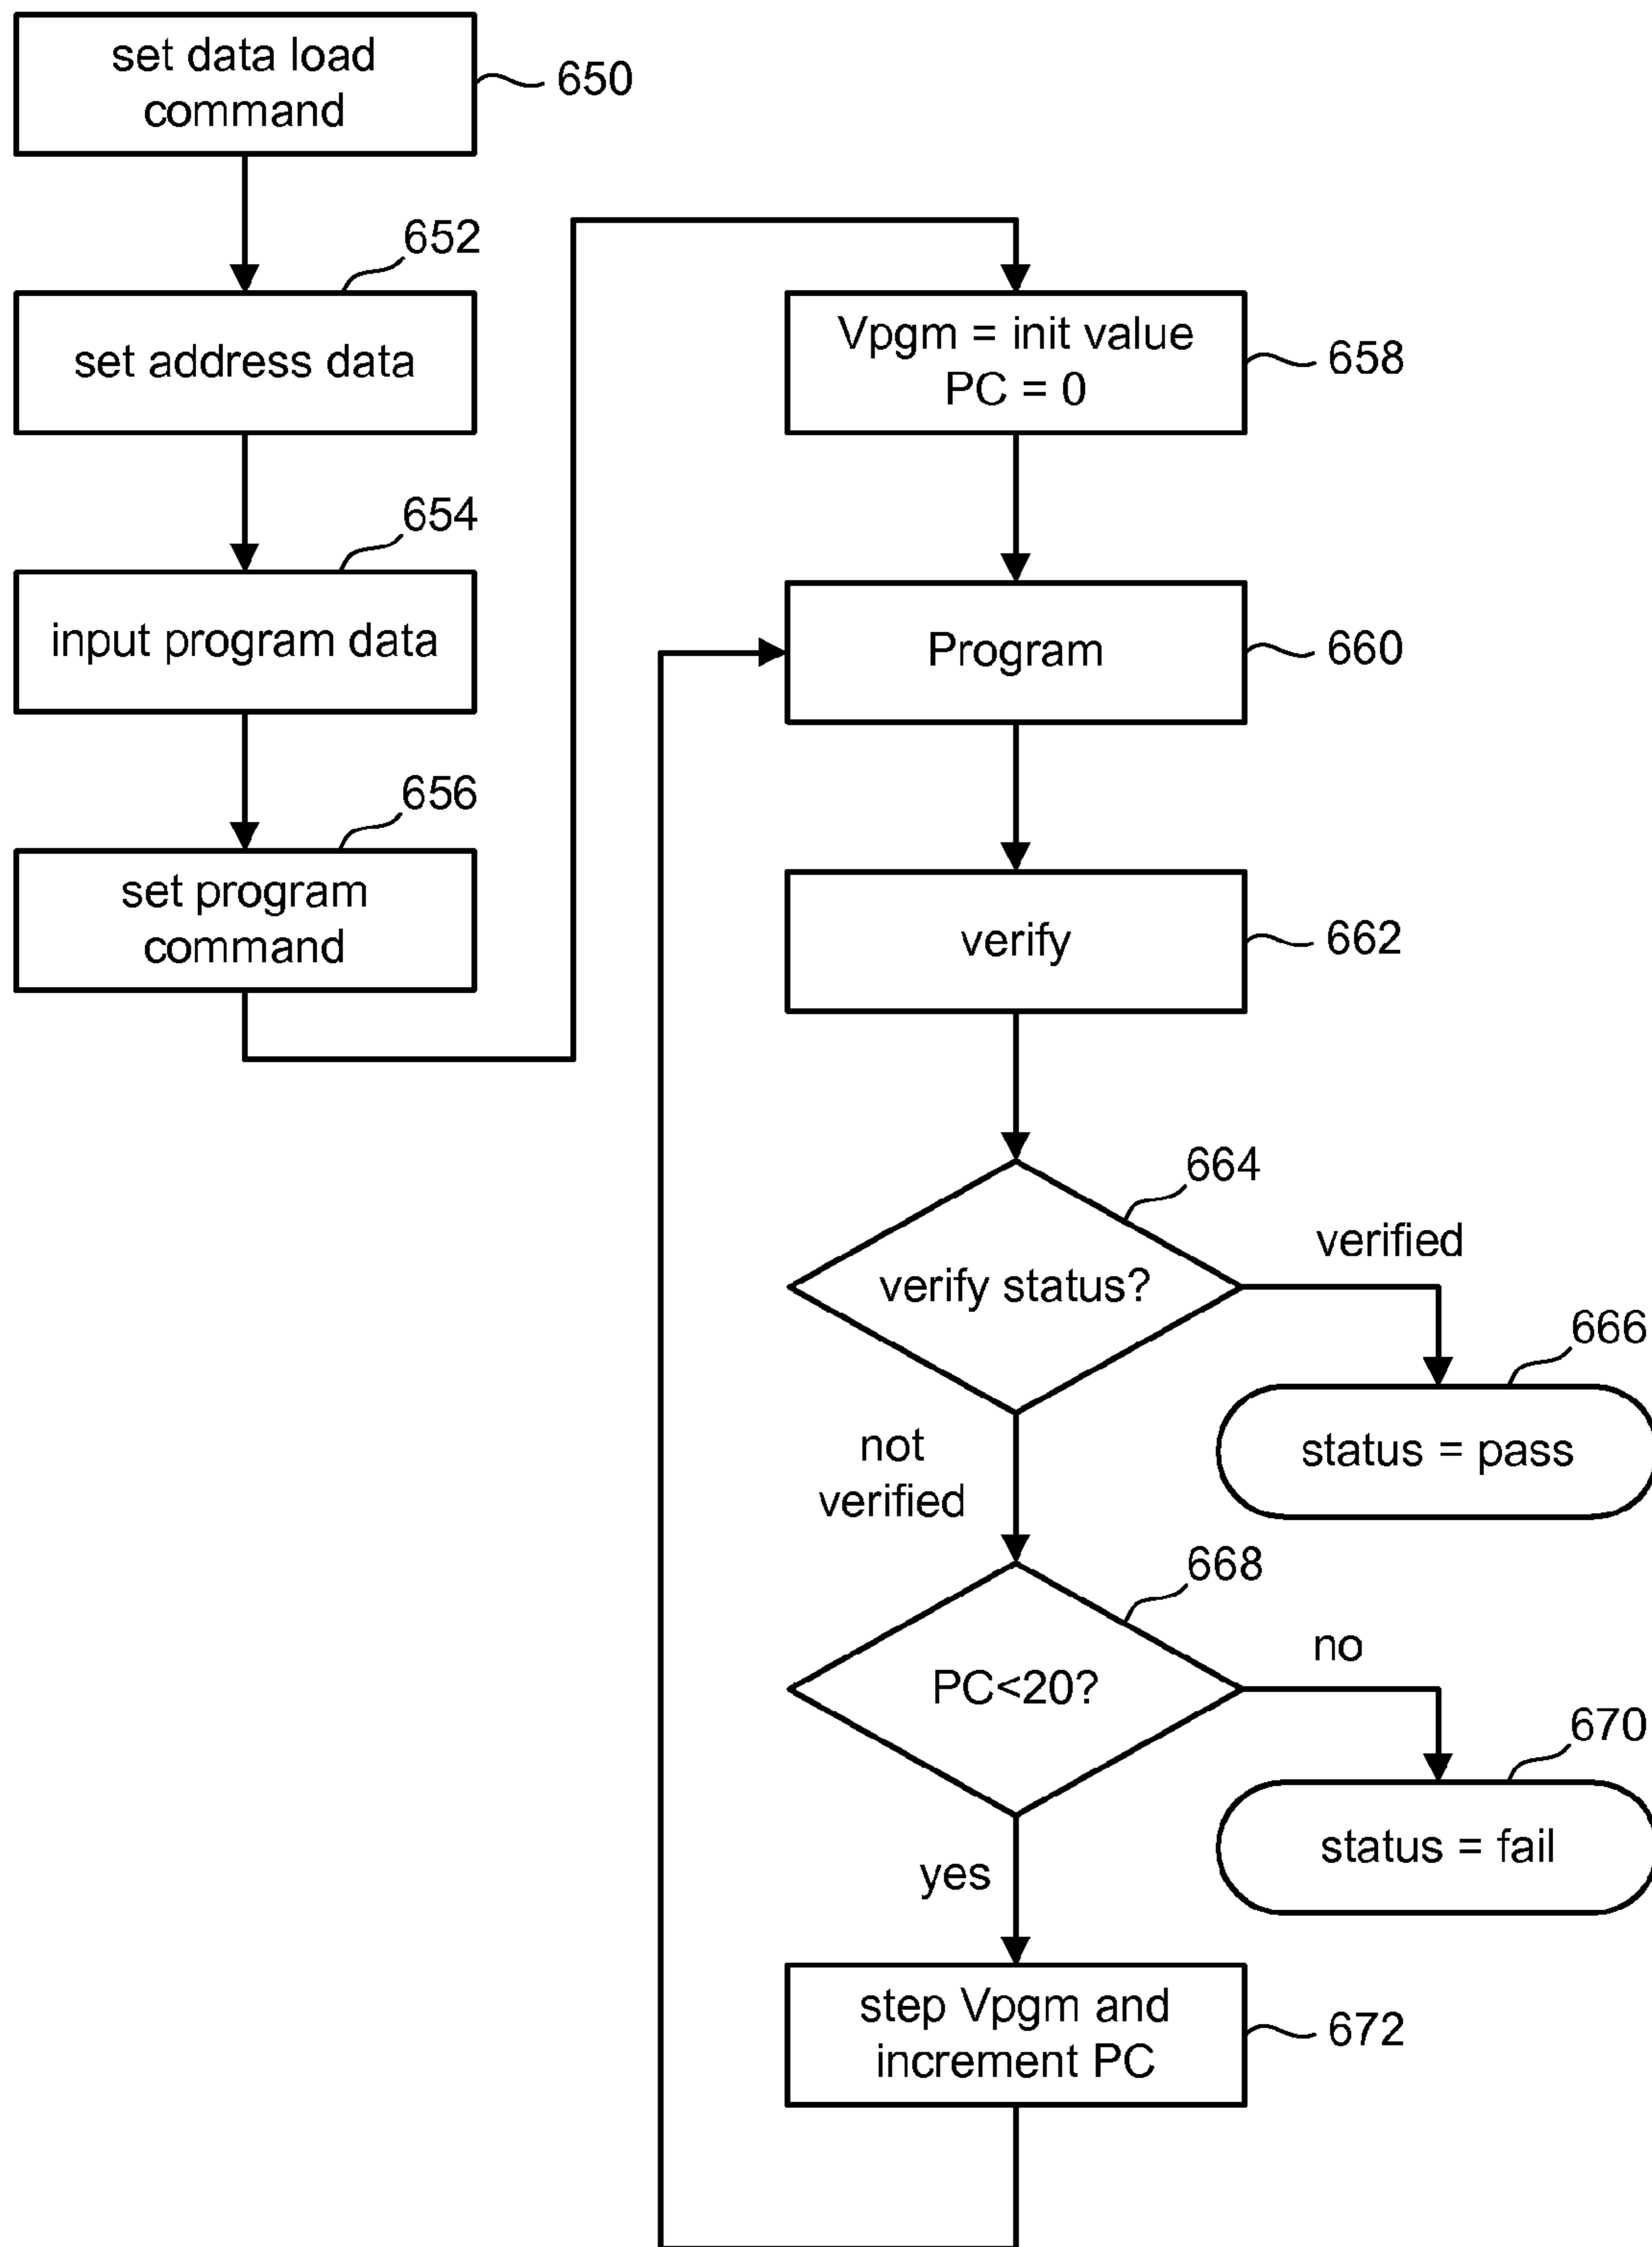 set data load
command
650
652
set address data
654
input program data
656
set program
command
Vpgm = init value
PC = 0
658
Program
660
verify
662
664
verify status?
verified
666
status = pass
not
verified
668
PC<20?
no
670
status = fail
yes
step Vpgm and
increment PC
672